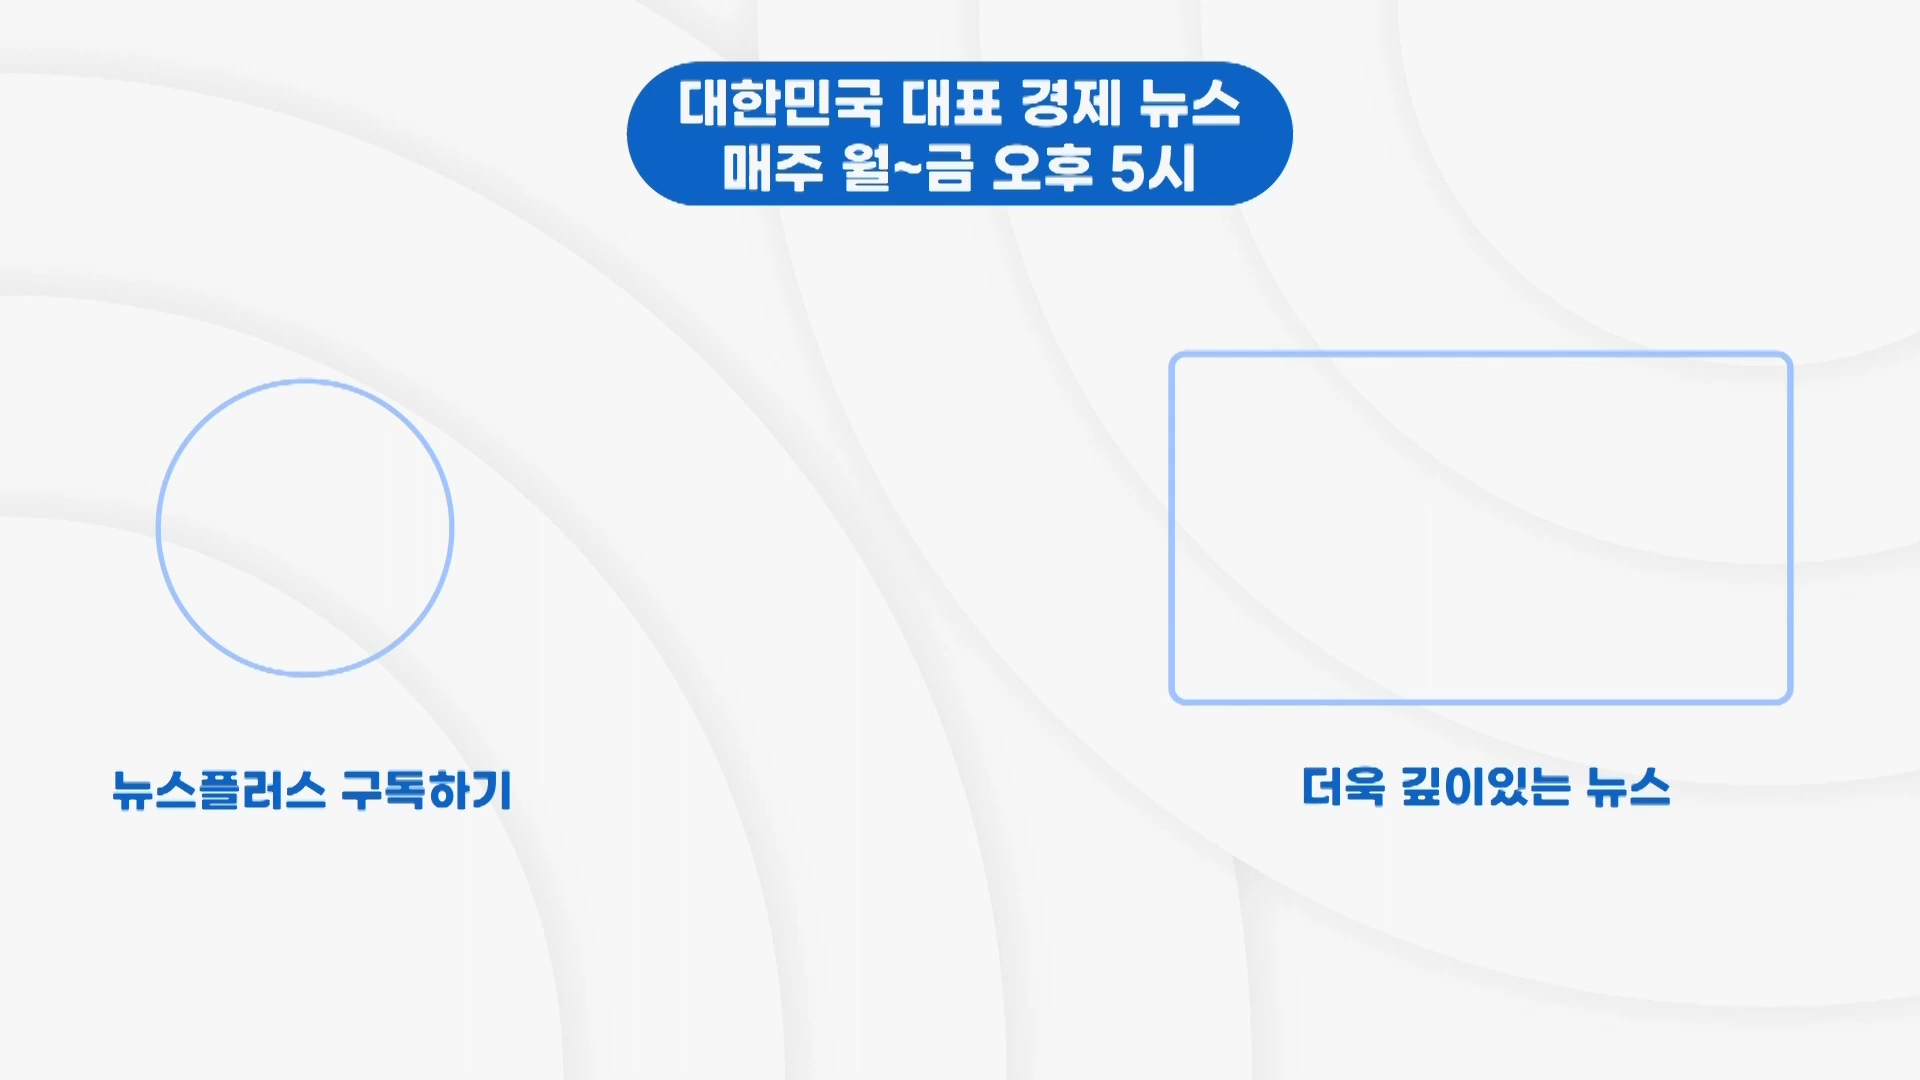 대한민국 대표 경제 뉴스
매주 월~금 오후 5시
뉴스플러스 구독하기
더욱 깊이있는 뉴스